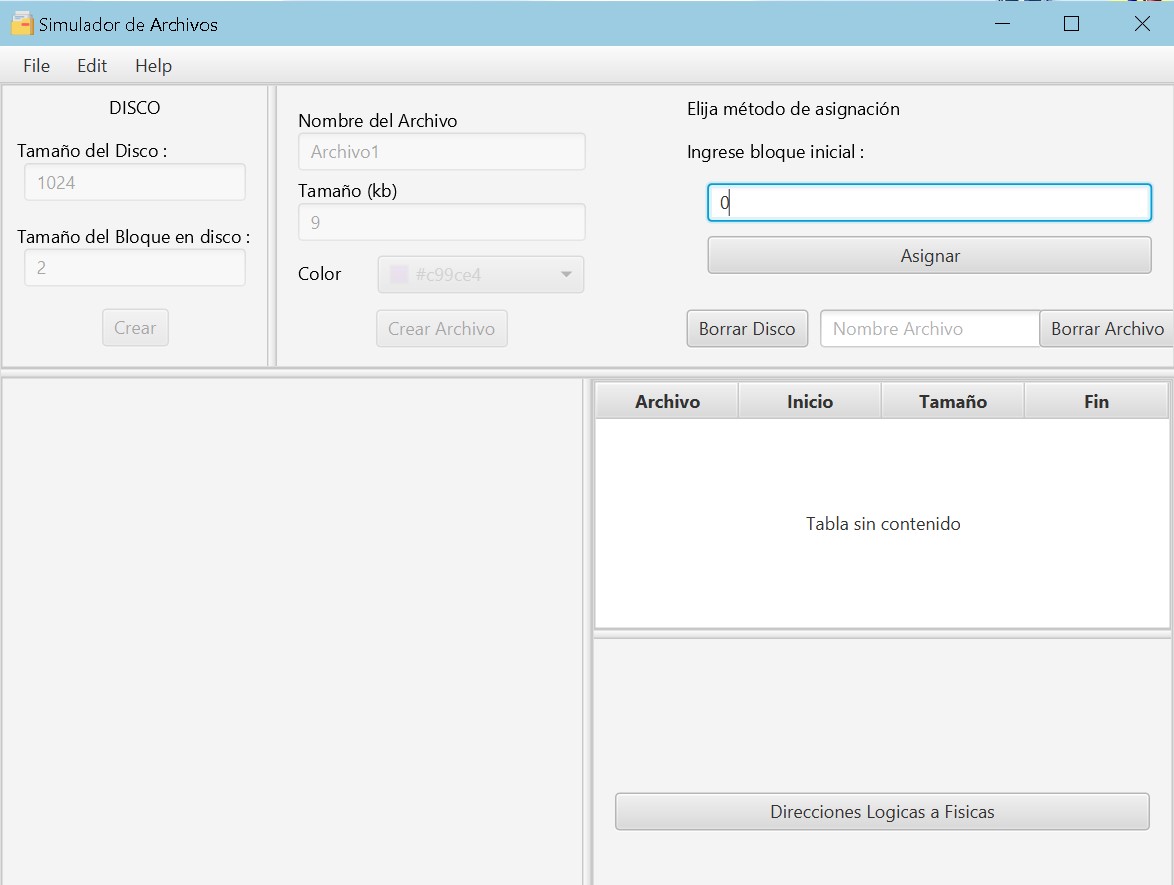 Simulador de Archivos
File Edit Help
DISCO
Tamaño del Disco :
1024
Tamaño del Bloque en disco :
2
Crear
Nombre del Archivo
Archivo1
Tamaño (kb)
9
Color #c99ce4
Crear Archivo
Elija método de asignación
Ingrese bloque inicial :
0
Asignar
Borrar Disco Nombre Archivo Borrar Archivo
Archivo Inicio Tamaño Fin
Tabla sin contenido
Direcciones Logicas a Fisicas